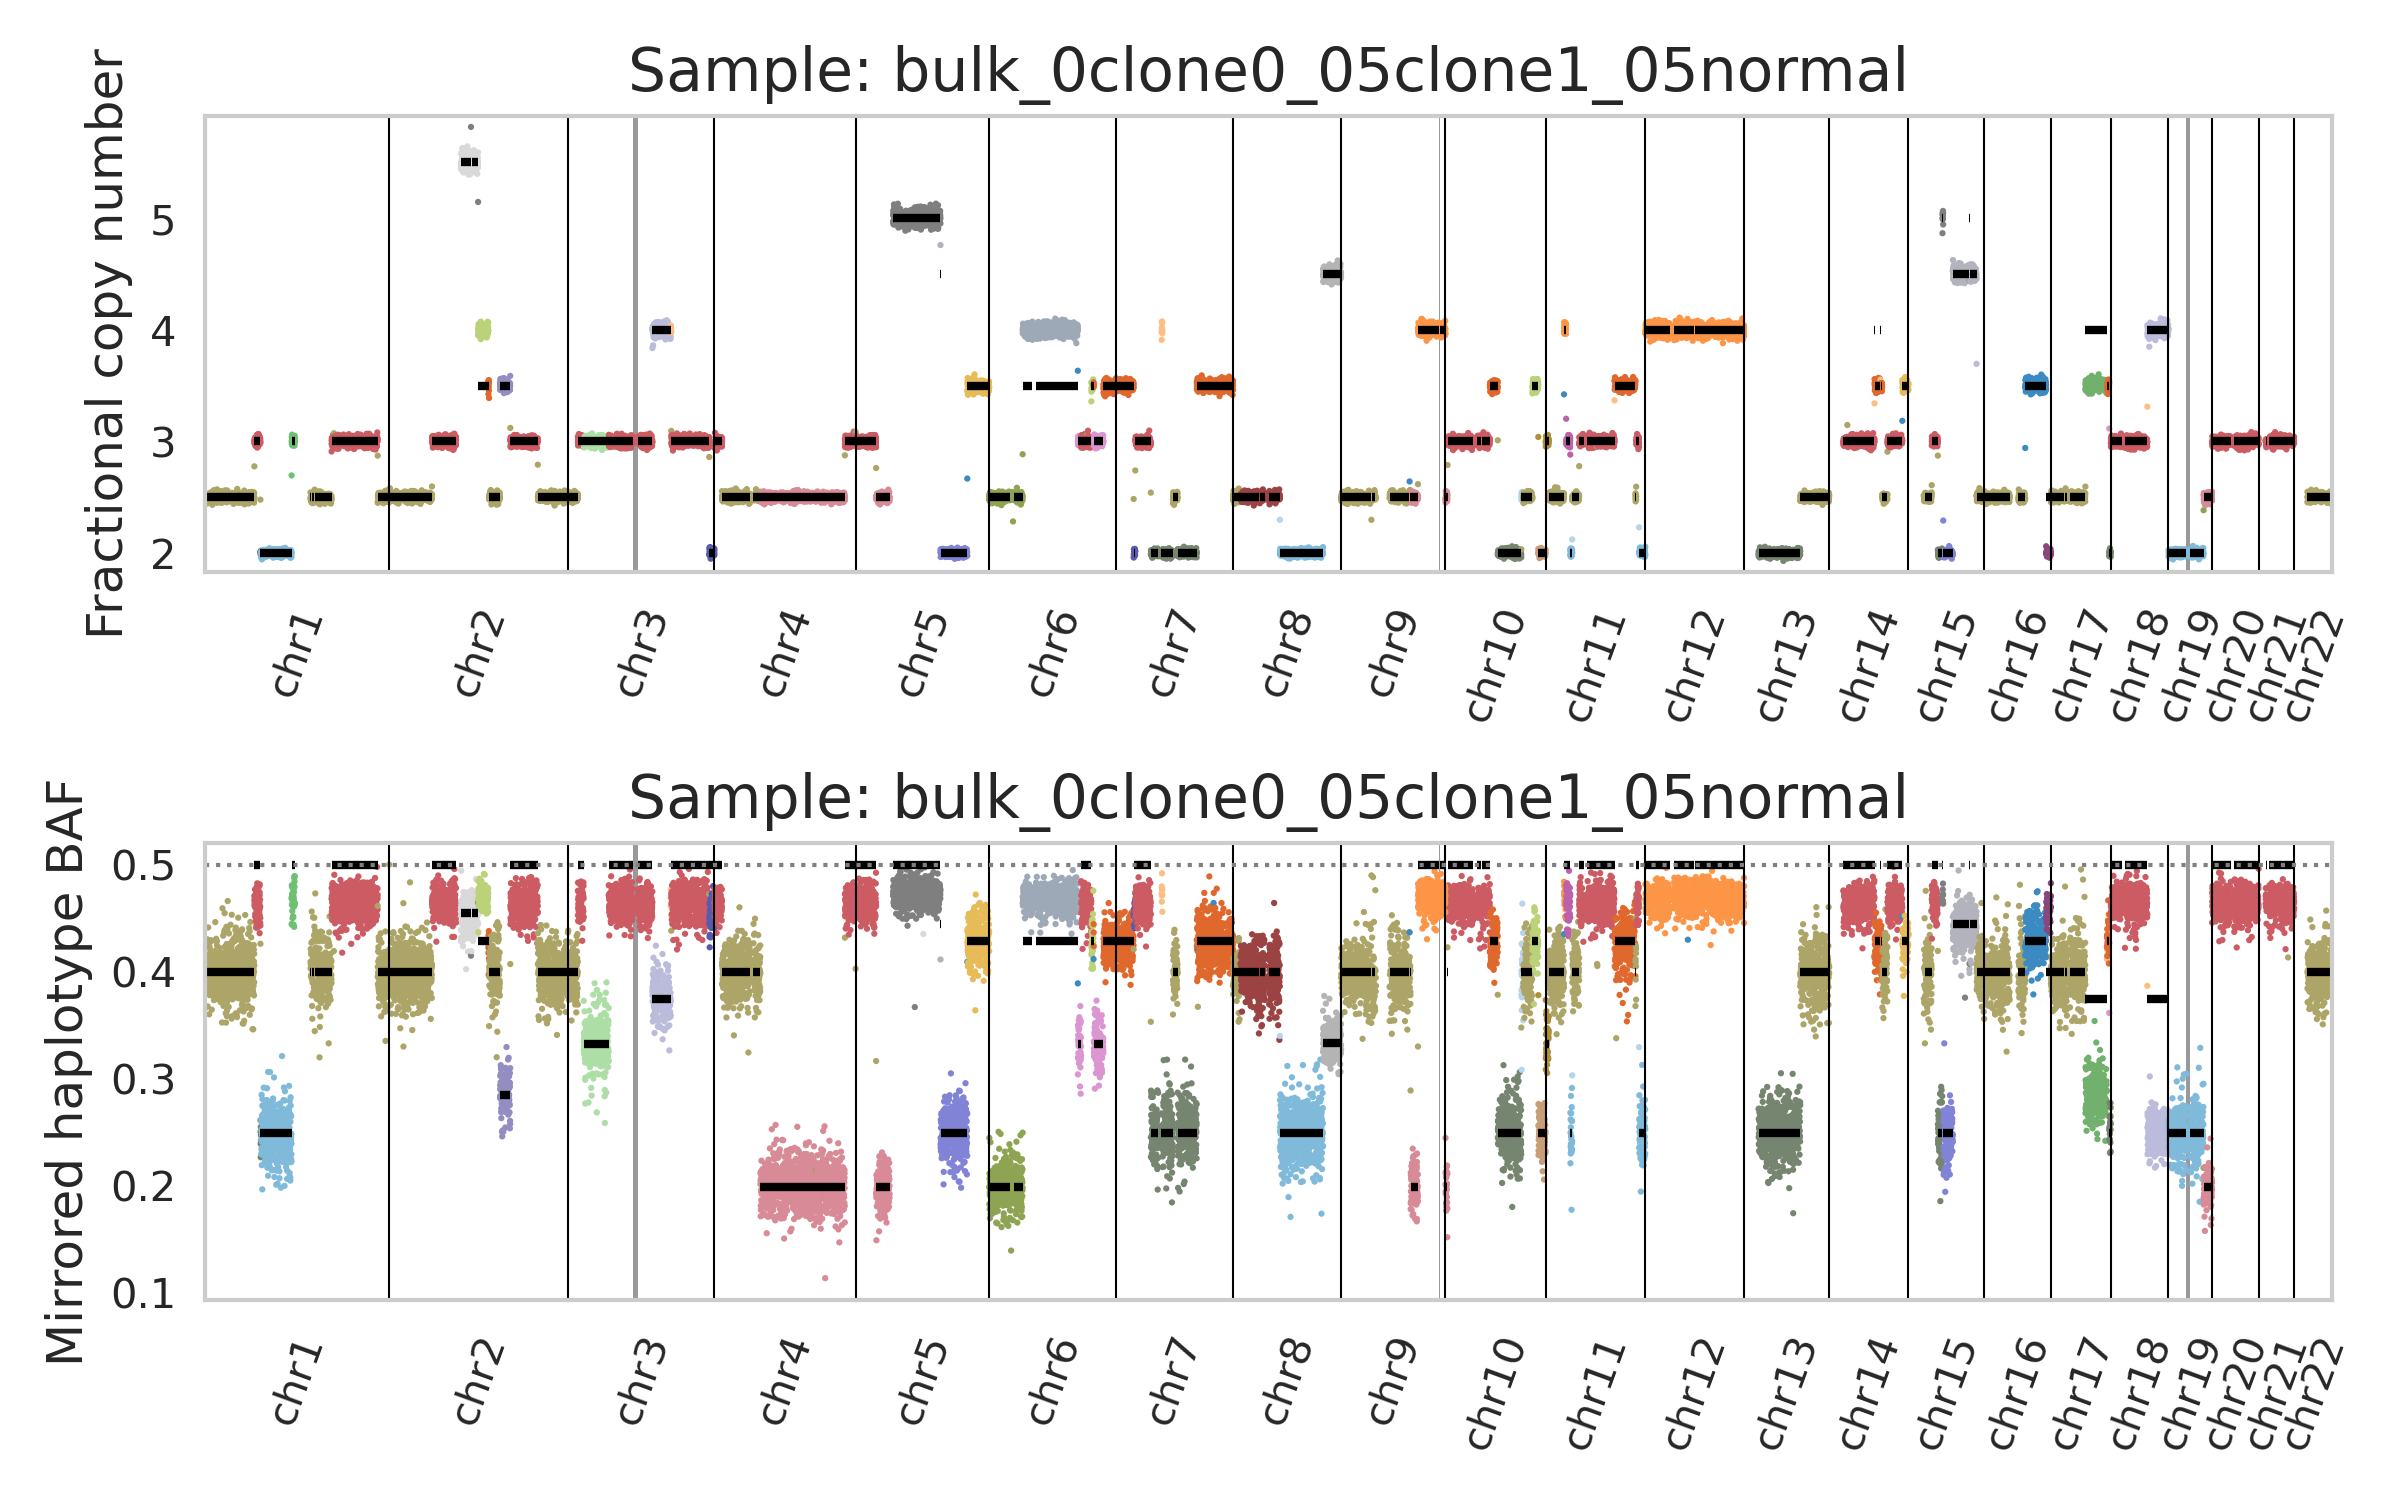 Sample: bulk_0clone0_05clone1_05normal
Fractional copy number
5
4
3
2
chr1 chr2 chr3 chr4 chr5 chr6 chr7 chr8 chr9 chr10 chr11 chr12 chr13 chr14 chr15 chr16 chr17 chr18 chr19 chr20 chr21 chr22
Sample: bulk_0clone0_05clone1_05normal
Mirrored haplotype BAF
0.5
0.4
0.3
0.2
0.1
chr1 chr2 chr3 chr4 chr5 chr6 chr7 chr8 chr9 chr10 chr11 chr12 chr13 chr14 chr15 chr16 chr17 chr18 chr19 chr20 chr21 chr22